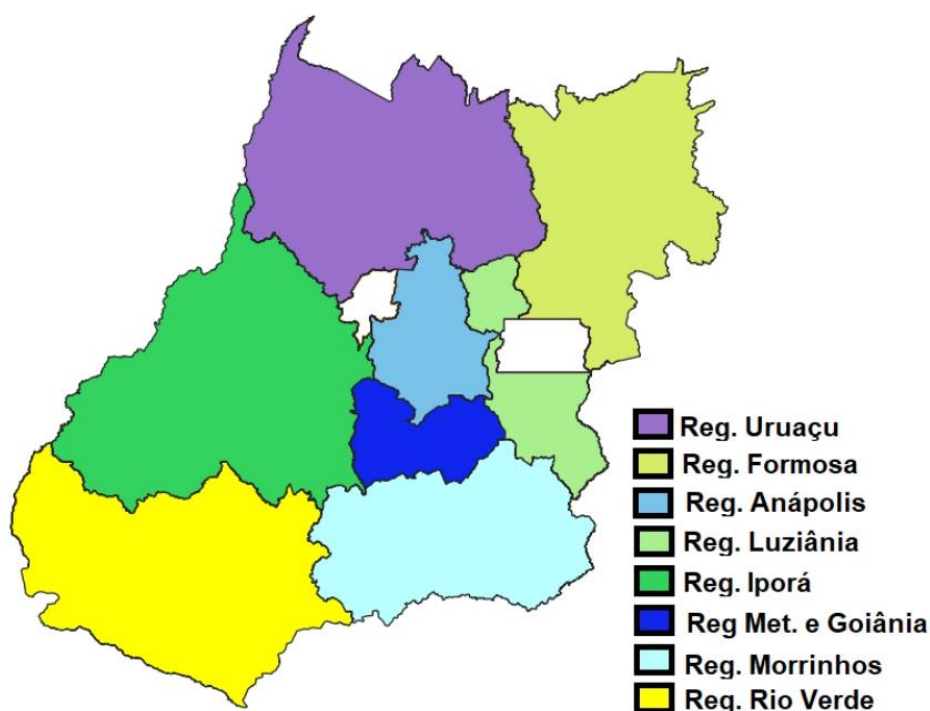 Reg. Uruaçu
Reg. Formosa
Reg. Anápolis
Reg. Luziânia
Reg. Iporá
Reg Met. e Goiânia
Reg. Morrinhos
Reg. Rio Verde